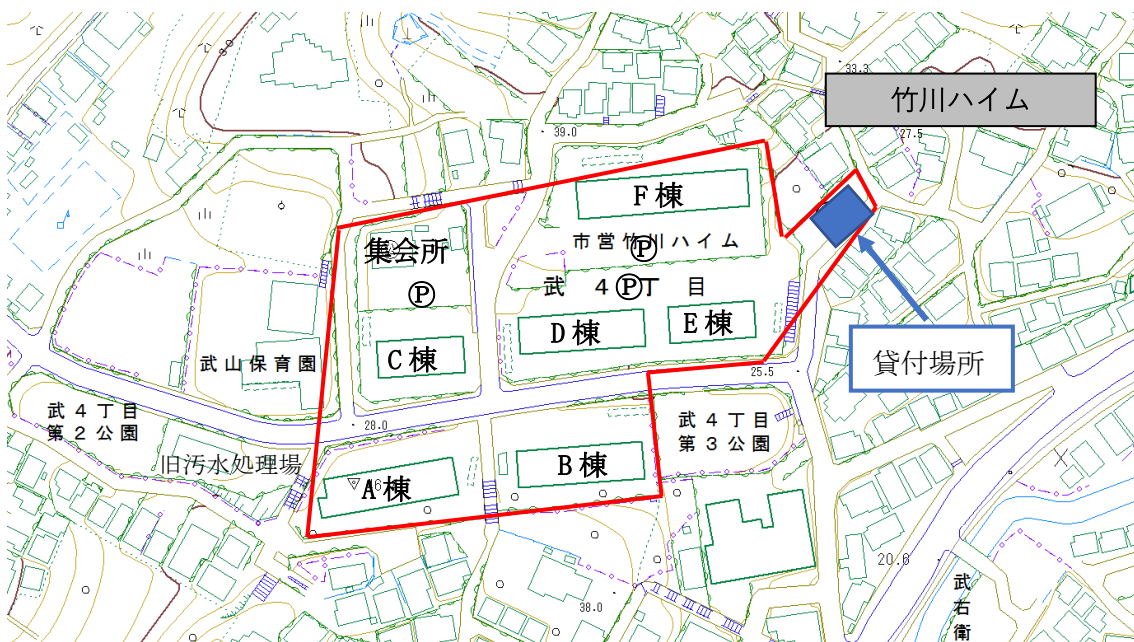 33.3
竹川ハイム
27.5
39.0
F棟
集会所
市営竹川ハイム
Ⓟ
Ⓟ
武 4Ⓟ丁 目
D棟
E棟
C棟
貸付場所
武山保育園
25.5
武4丁目
第2公園
28.0
武4丁目
第3公園
旧汚水処理場
B棟
A棟
20.6
38.0
武右衛